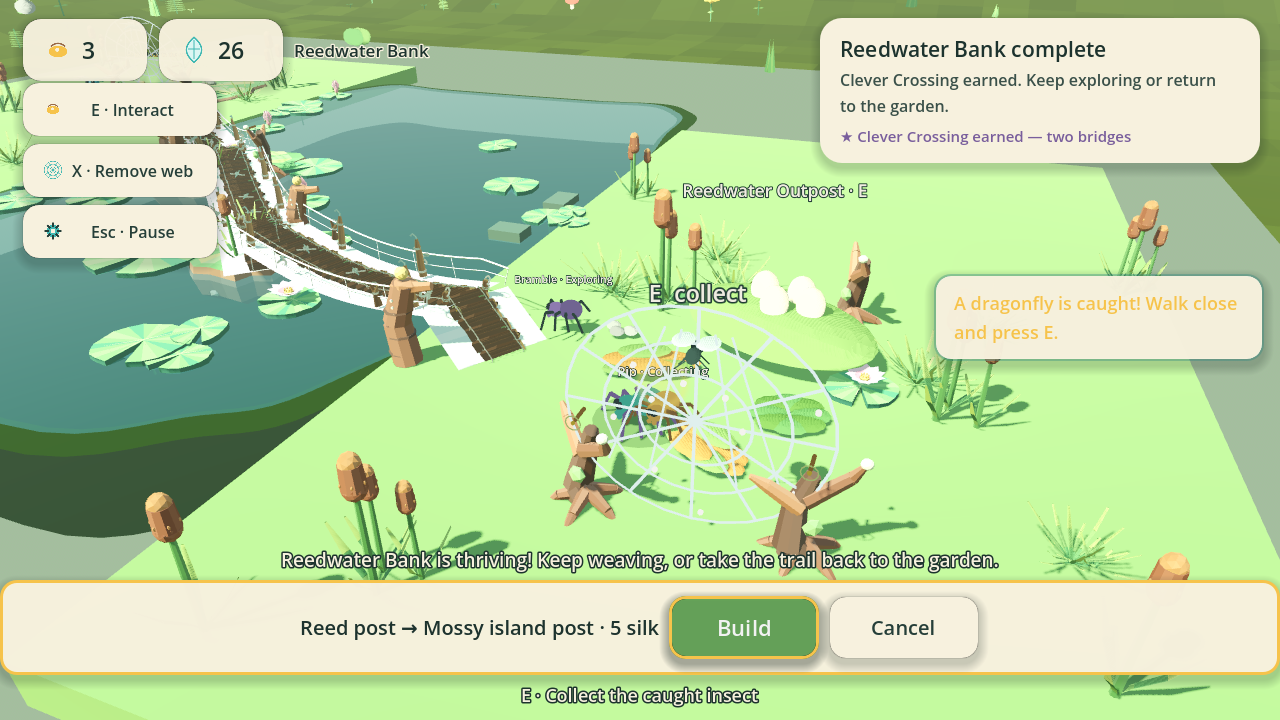 3
26
Reedwater Bank
E · Interact
X · Remove web
Esc · Pause
Reedwater Bank complete
Clever Crossing earned. Keep exploring or return
to the garden.
★ Clever Crossing earned — two bridges
Reedwater Outpost · E
Bramble · Exploring
E collect
A dragonfly is caught! Walk close
and press E.
Pip · Collecting
Reedwater Bank is thriving! Keep weaving, or take the trail back to the garden.
Reed post → Mossy island post · 5 silk
Build
Cancel
E · Collect the caught insect